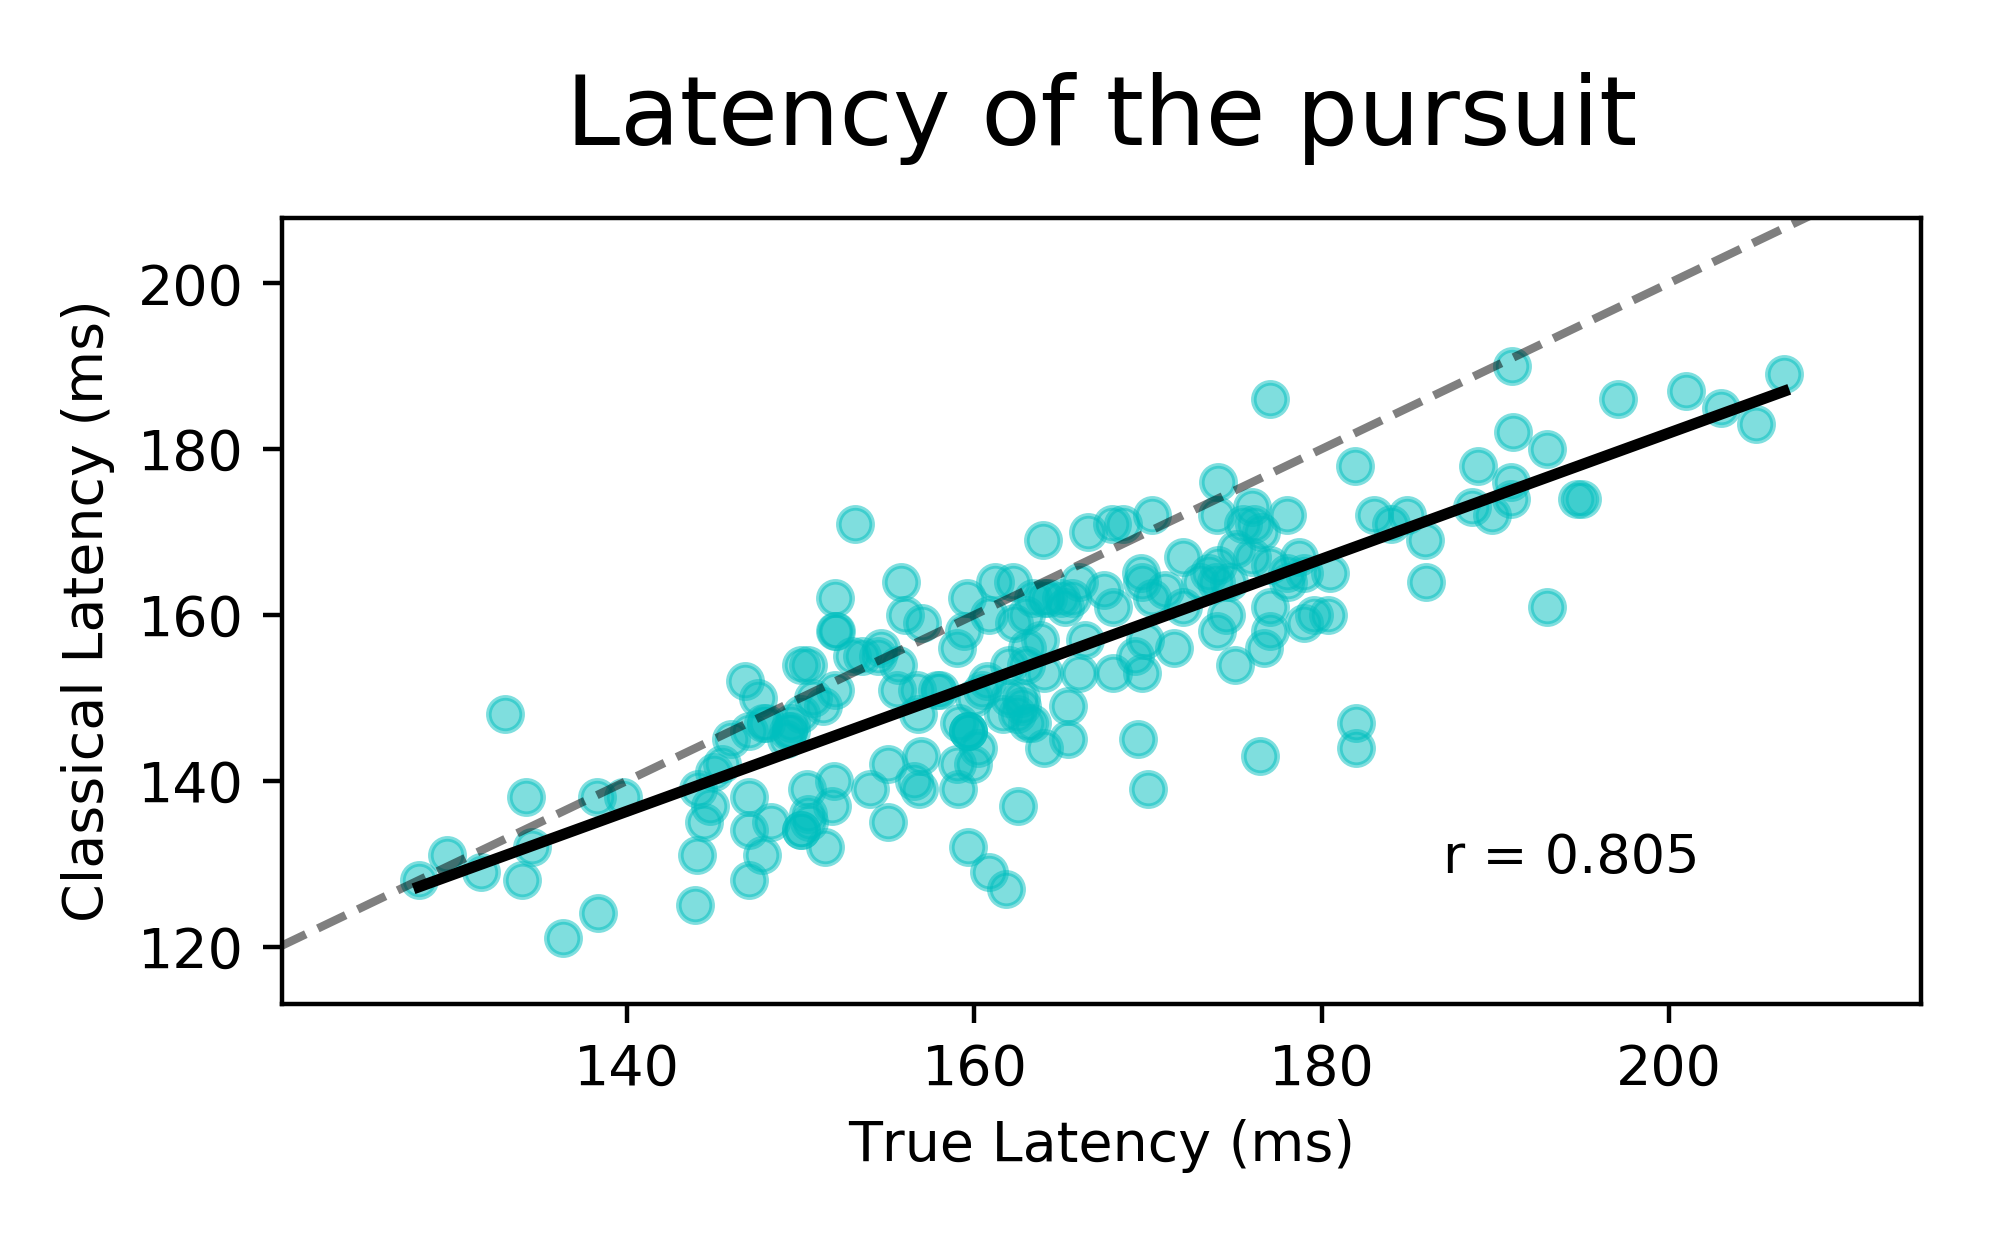 Latency of the pursuit
200
180
160
140
120
Classical Latency (ms)
r = 0.805
140 160 180 200
True Latency (ms)